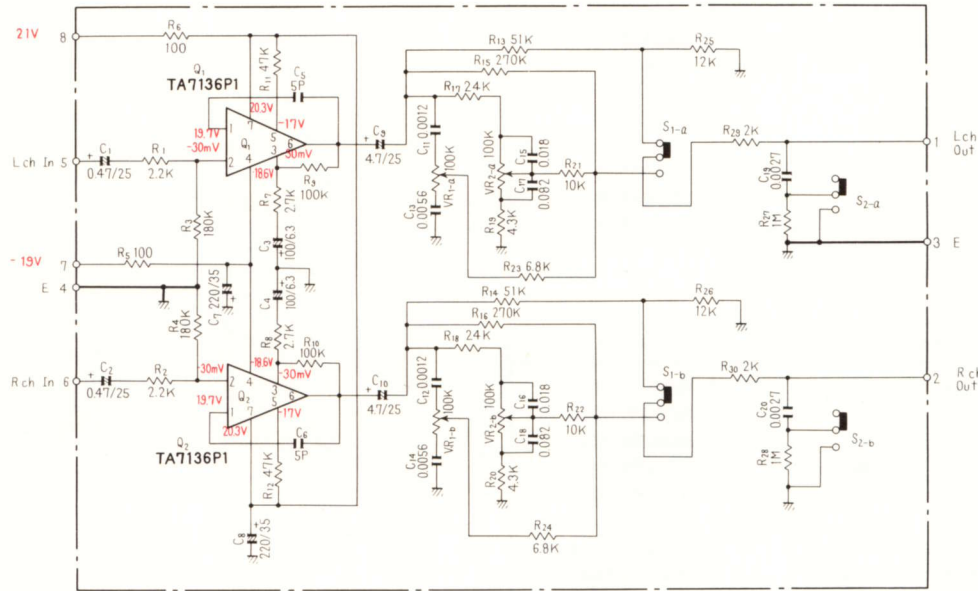 21V
8
R6
100
R11 47K
Q1
TA7136P1
C5
5P
20.3V
7
-17V
5
19.7V
1
-30mV
2
Q1
6
3
-30mV
4
-18.6V
Lch In 5
+ C1
0.47/25
R1
2.2K
R9
100K
R7
2.7K
R3
180K
C3
100/6.3
C9
4.7/25
R13 51K
R15
270K
R17 24K
C11 0.0012
100K
VR1-a
C13 0.0056
100K
VR2-a
C15
0.018
C17
0.082
R19
4.3K
R21
10K
R23 6.8K
R25
12K
S1-a
R29 2K
1 Lch Out
C19
0.0027
S2-a
R27
1M
3 E
-19V
7
R5 100
E 4
C7 220/35
R4
180K
C4
100/6.3
R8
2.7K
R10
100K
-18.6V
-30mV
-30mV
2
4
3
6
Q2
19.7V
1
7
5
-17V
20.3V
Rch In 6
+ C2
0.47/25
R2
2.2K
Q2
TA7136P1
C6
5P
R12 47K
C8
220/35
C10
4.7/25
R14
51K
R16
270K
R18
24K
C12 0.0012
100K
VR1-b
C14 0.0056
100K
VR2-b
C16
0.018
C18
0.082
R20
4.3K
R22
10K
R24
6.8K
R26
12K
S1-b
R30 2K
2 Rch Out
C20
0.0027
S2-b
R28
1M